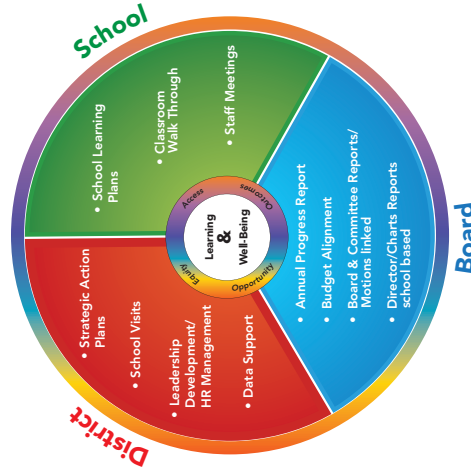 School
• School Learning
Plans
• Classroom
Walk Through
• Staff Meetings
District
• Strategic Action
Plans
• School Visits
• Leadership
Development/
HR Management
• Data Support
Access
Outcomes
Equity
Opportunity
Learning
&
Well-Being
• Annual Progress Report
• Budget Alignment
• Board & Committee Reports/
Motions linked
• Director/Charts Reports
school based
Board